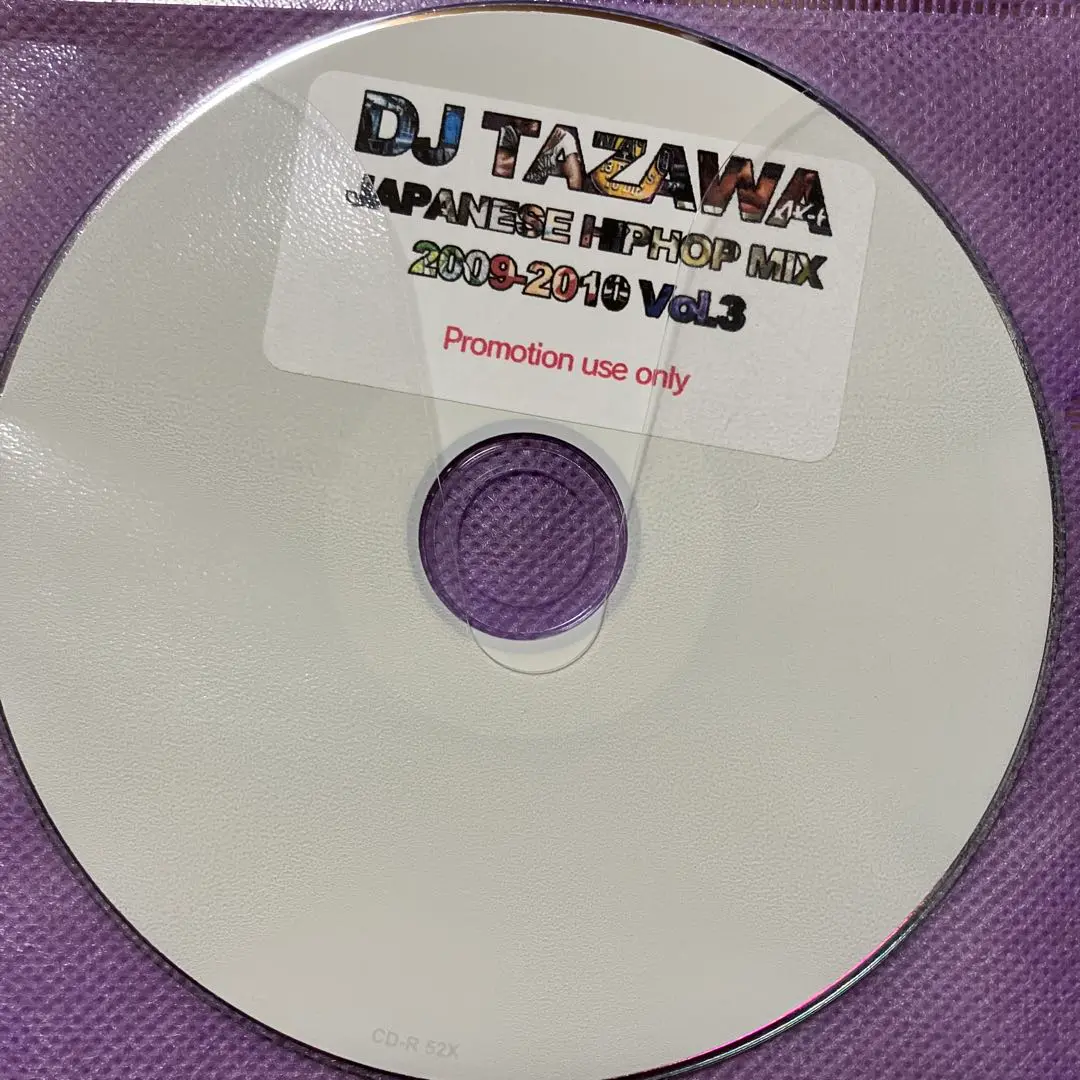 DJ TAZAWA
JAPANESE HIPHOP MIX
2009-2010 Vol.3
Promotion use only
CD-R 52X